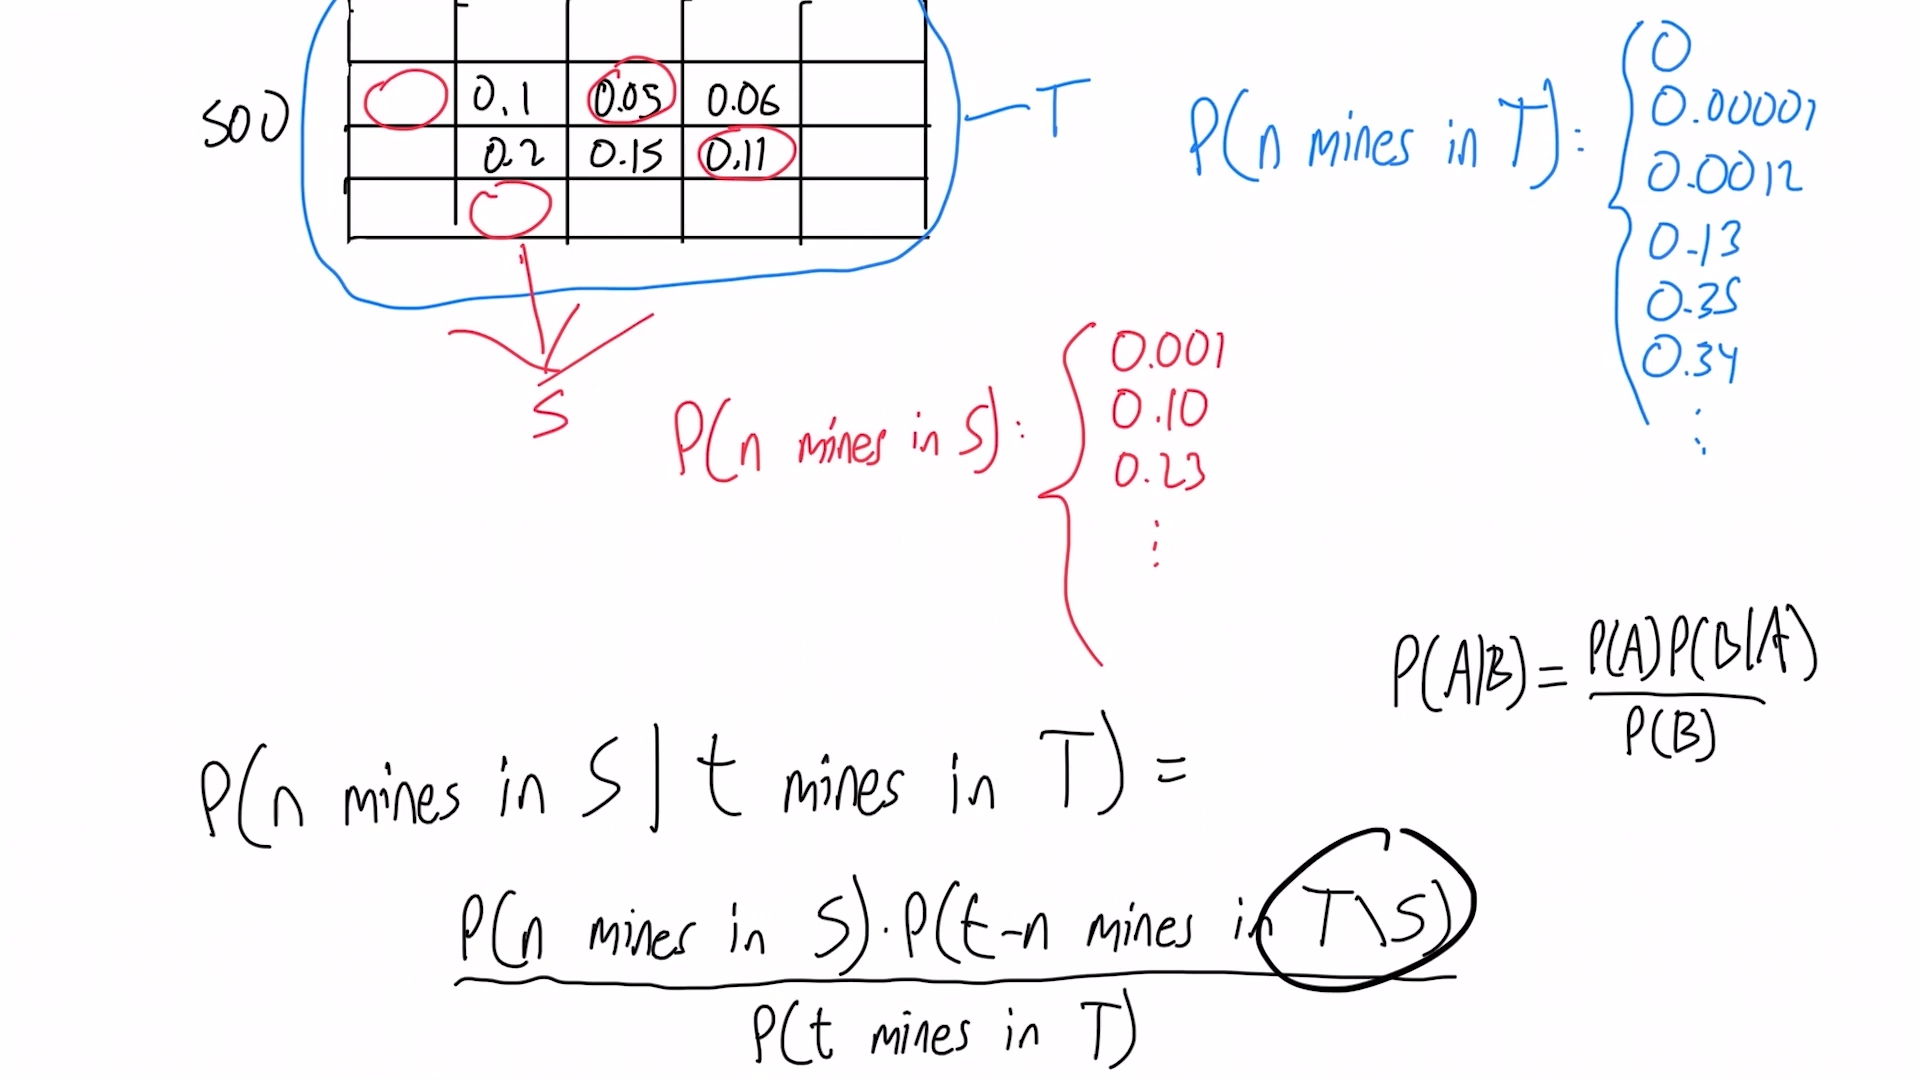 500
0.1 0.05 0.06
0.2 0.15 0.11
T
P(n mines in T):
0
0.00001
0.0012
0.13
0.35
0.34
⋮
S
P(n mines in S):
0.001
0.10
0.23
⋮
P(A|B) = P(A)P(B|A)
P(B)
P(n mines in S | t mines in T) =
P(n mines in S) · P(t-n mines in T\S)
P(t mines in T)